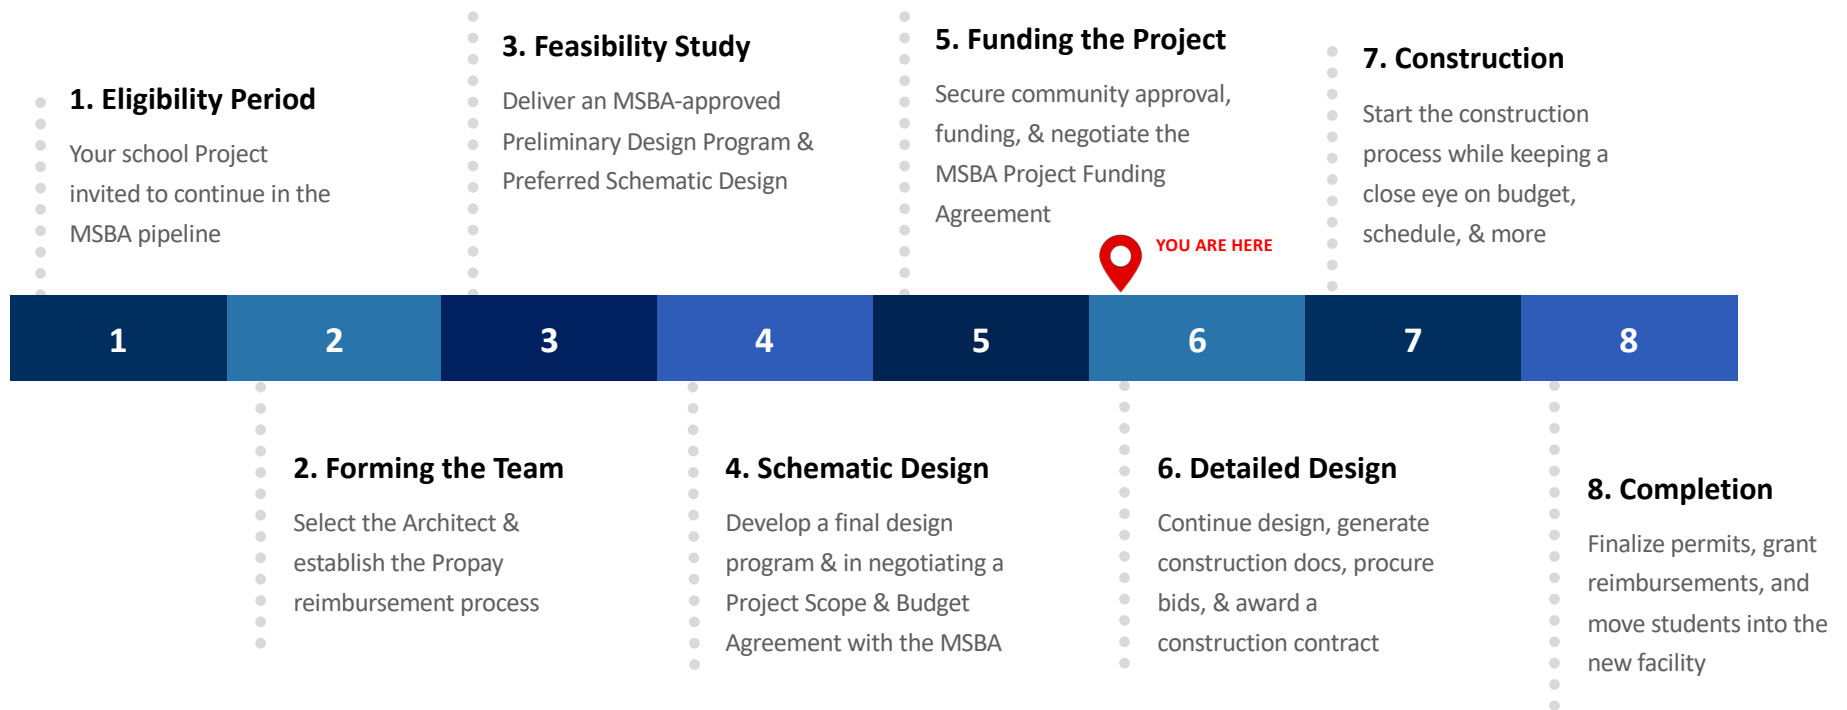 1. Eligibility Period
Your school Project
invited to continue in the
MSBA pipeline
3. Feasibility Study
Deliver an MSBA-approved
Preliminary Design Program &
Preferred Schematic Design
5. Funding the Project
Secure community approval,
funding, & negotiate the
MSBA Project Funding
Agreement
YOU ARE HERE
7. Construction
Start the construction
process while keeping a
close eye on budget,
schedule, & more
1 2 3 4 5 6 7 8
2. Forming the Team
Select the Architect &
establish the Propay
reimbursement process
4. Schematic Design
Develop a final design
program & in negotiating a
Project Scope & Budget
Agreement with the MSBA
6. Detailed Design
Continue design, generate
construction docs, procure
bids, & award a
construction contract
8. Completion
Finalize permits, grant
reimbursements, and
move students into the
new facility